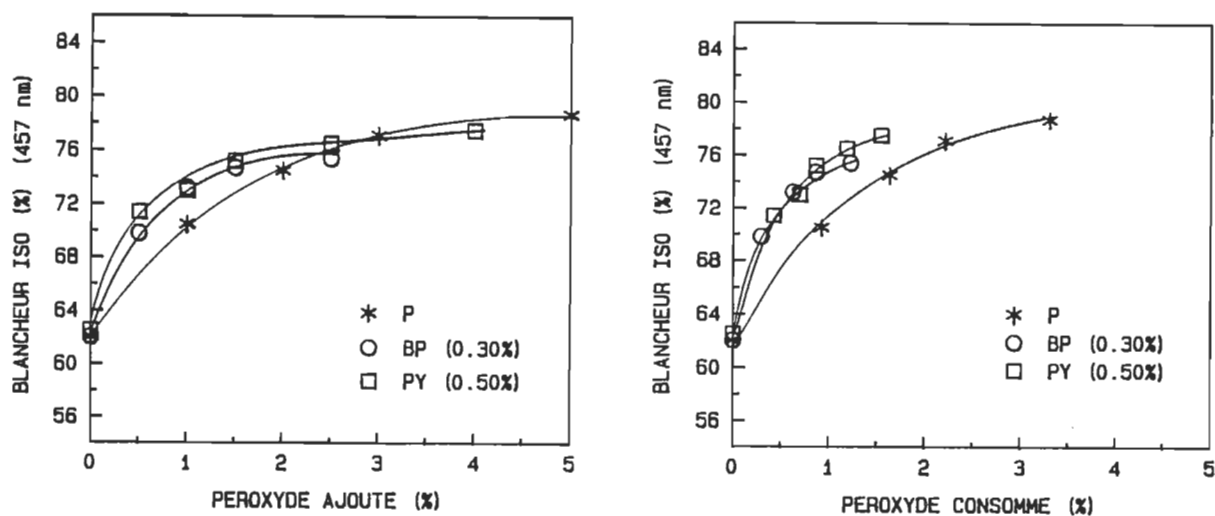 BLANCHEUR ISO (%) (457 nm)
84
80
76
72
68
64
60
56
0 1 2 3 4 5
PEROXYDE AJOUTE (%)
P
BP (0.30%)
PY (0.50%)
BLANCHEUR ISO (%) (457 nm)
84
80
76
72
68
64
60
56
0 1 2 3 4 5
PEROXYDE CONSOMME (%)
P
BP (0.30%)
PY (0.50%)